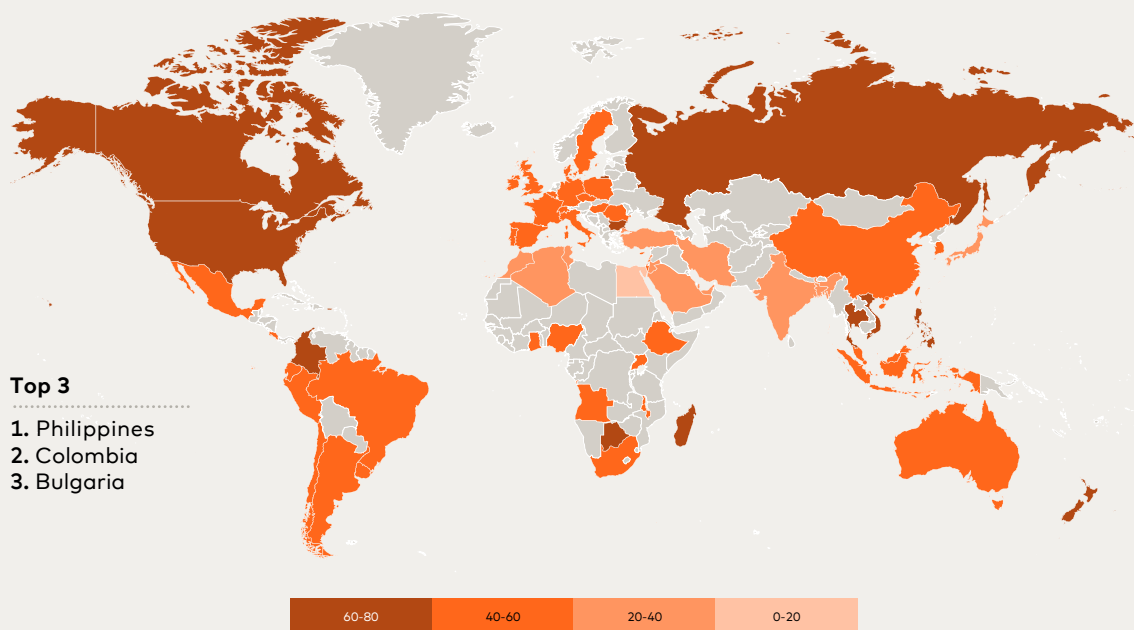 Top 3
1. Philippines
2. Colombia
3. Bulgaria
60-80
40-60
20-40
0-20